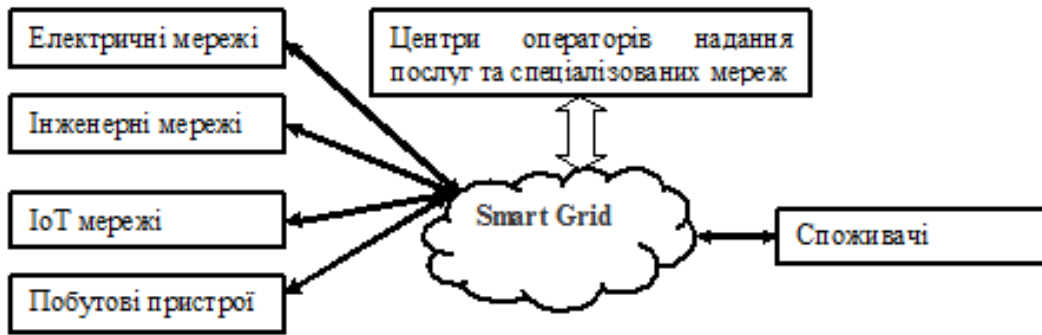 Електричні мережі
Центри операторів надання
послуг та спеціалізованих мереж
Інженерні мережі
IoT мережі
Побутові пристрої
Smart Grid
Споживачі